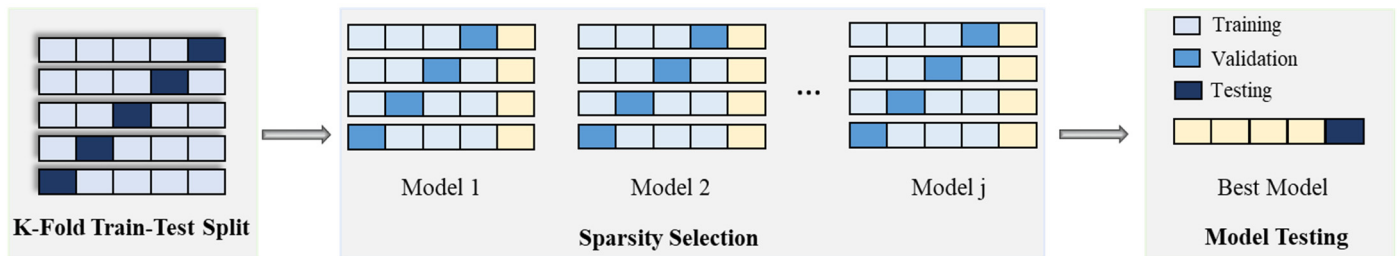 K-Fold Train-Test Split
Model 1
Model 2
...
Model j
Sparsity Selection
Training
Validation
Testing
Best Model
Model Testing